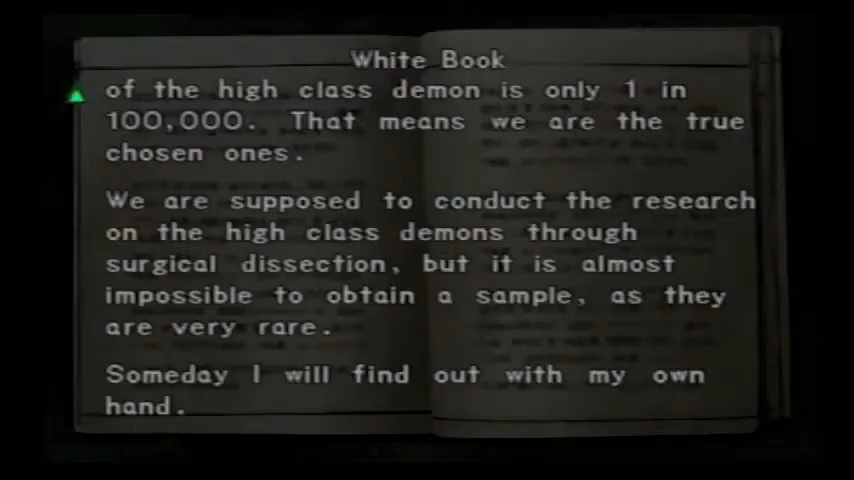 White Book
of the high class demon is only 1 in
100,000. That means we are the true
chosen ones.
We are supposed to conduct the research
on the high class demons through
surgical dissection, but it is almost
impossible to obtain a sample, as they
are very rare.
Someday I will find out with my own
hand.